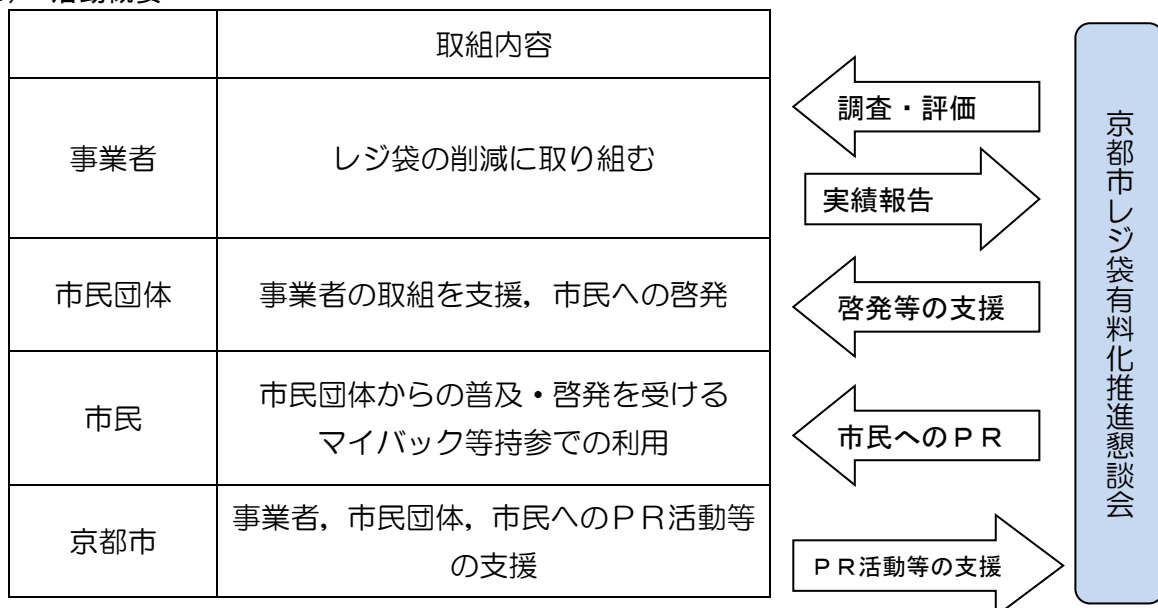 活動概要
取組内容
事業者
レジ袋の削減に取り組む
市民団体
事業者の取組を支援，市民への啓発
市民
市民団体からの普及・啓発を受ける
マイバック等持参での利用
京都市
事業者，市民団体，市民へのＰＲ活動等
の支援
調査・評価
実績報告
啓発等の支援
市民へのＰＲ
ＰＲ活動等の支援
京都市レジ袋有料化推進懇談会